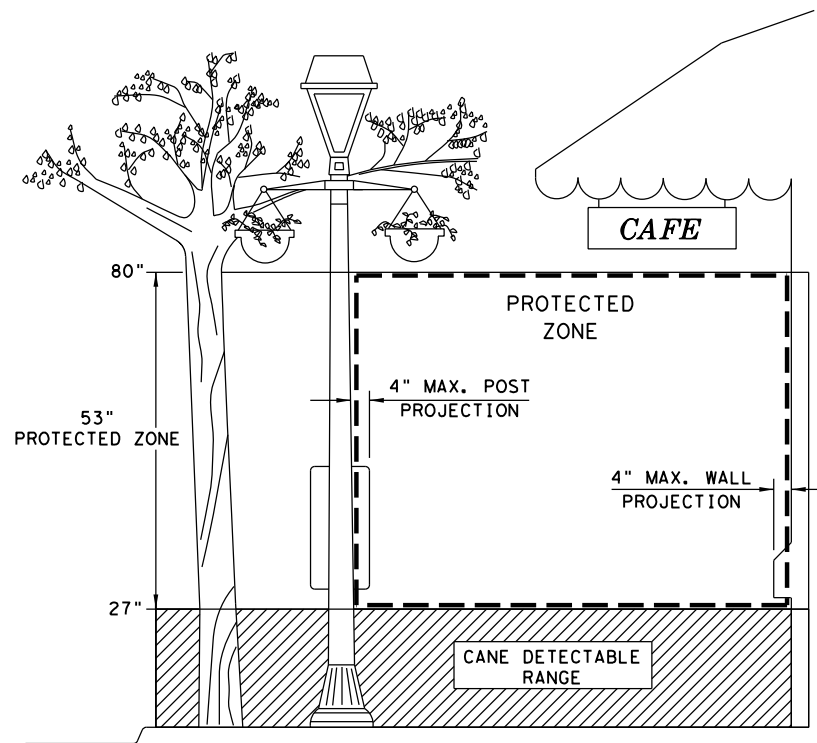 CAFE
80"
PROTECTED
ZONE
4" MAX. POST
PROJECTION
53"
PROTECTED ZONE
4" MAX. WALL
PROJECTION
27"
CANE DETECTABLE
RANGE